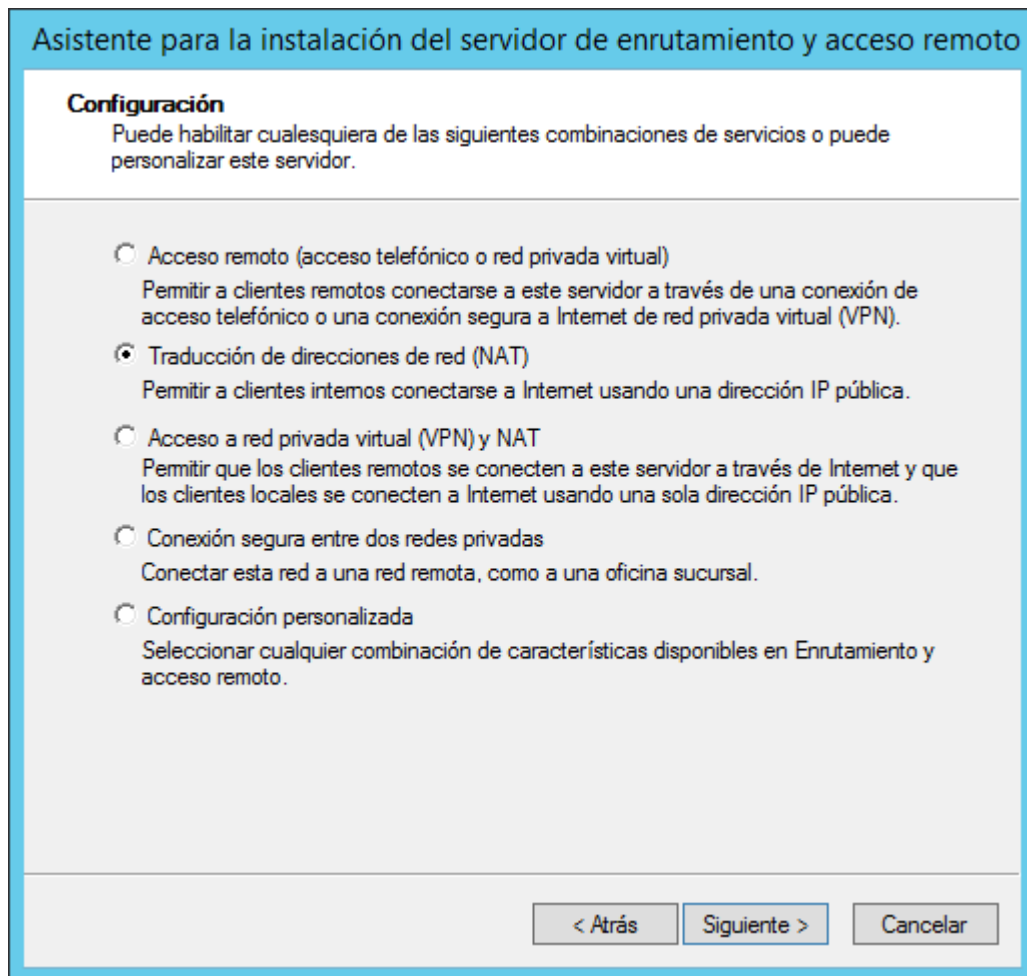 Asistente para la instalación del servidor de enrutamiento y acceso remoto
Configuración
Puede habilitar cualesquiera de las siguientes combinaciones de servicios o puede
personalizar este servidor.
Acceso remoto (acceso telefónico o red privada virtual)
Permitir a clientes remotos conectarse a este servidor a través de una conexión de
acceso telefónico o una conexión segura a Internet de red privada virtual (VPN).
Traducción de direcciones de red (NAT)
Permitir a clientes internos conectarse a Internet usando una dirección IP pública.
Acceso a red privada virtual (VPN) y NAT
Permitir que los clientes remotos se conecten a este servidor a través de Internet y que
los clientes locales se conecten a Internet usando una sola dirección IP pública.
Conexión segura entre dos redes privadas
Conectar esta red a una red remota, como a una oficina sucursal.
Configuración personalizada
Seleccionar cualquier combinación de características disponibles en Enrutamiento y
acceso remoto.
< Atrás Siguiente > Cancelar